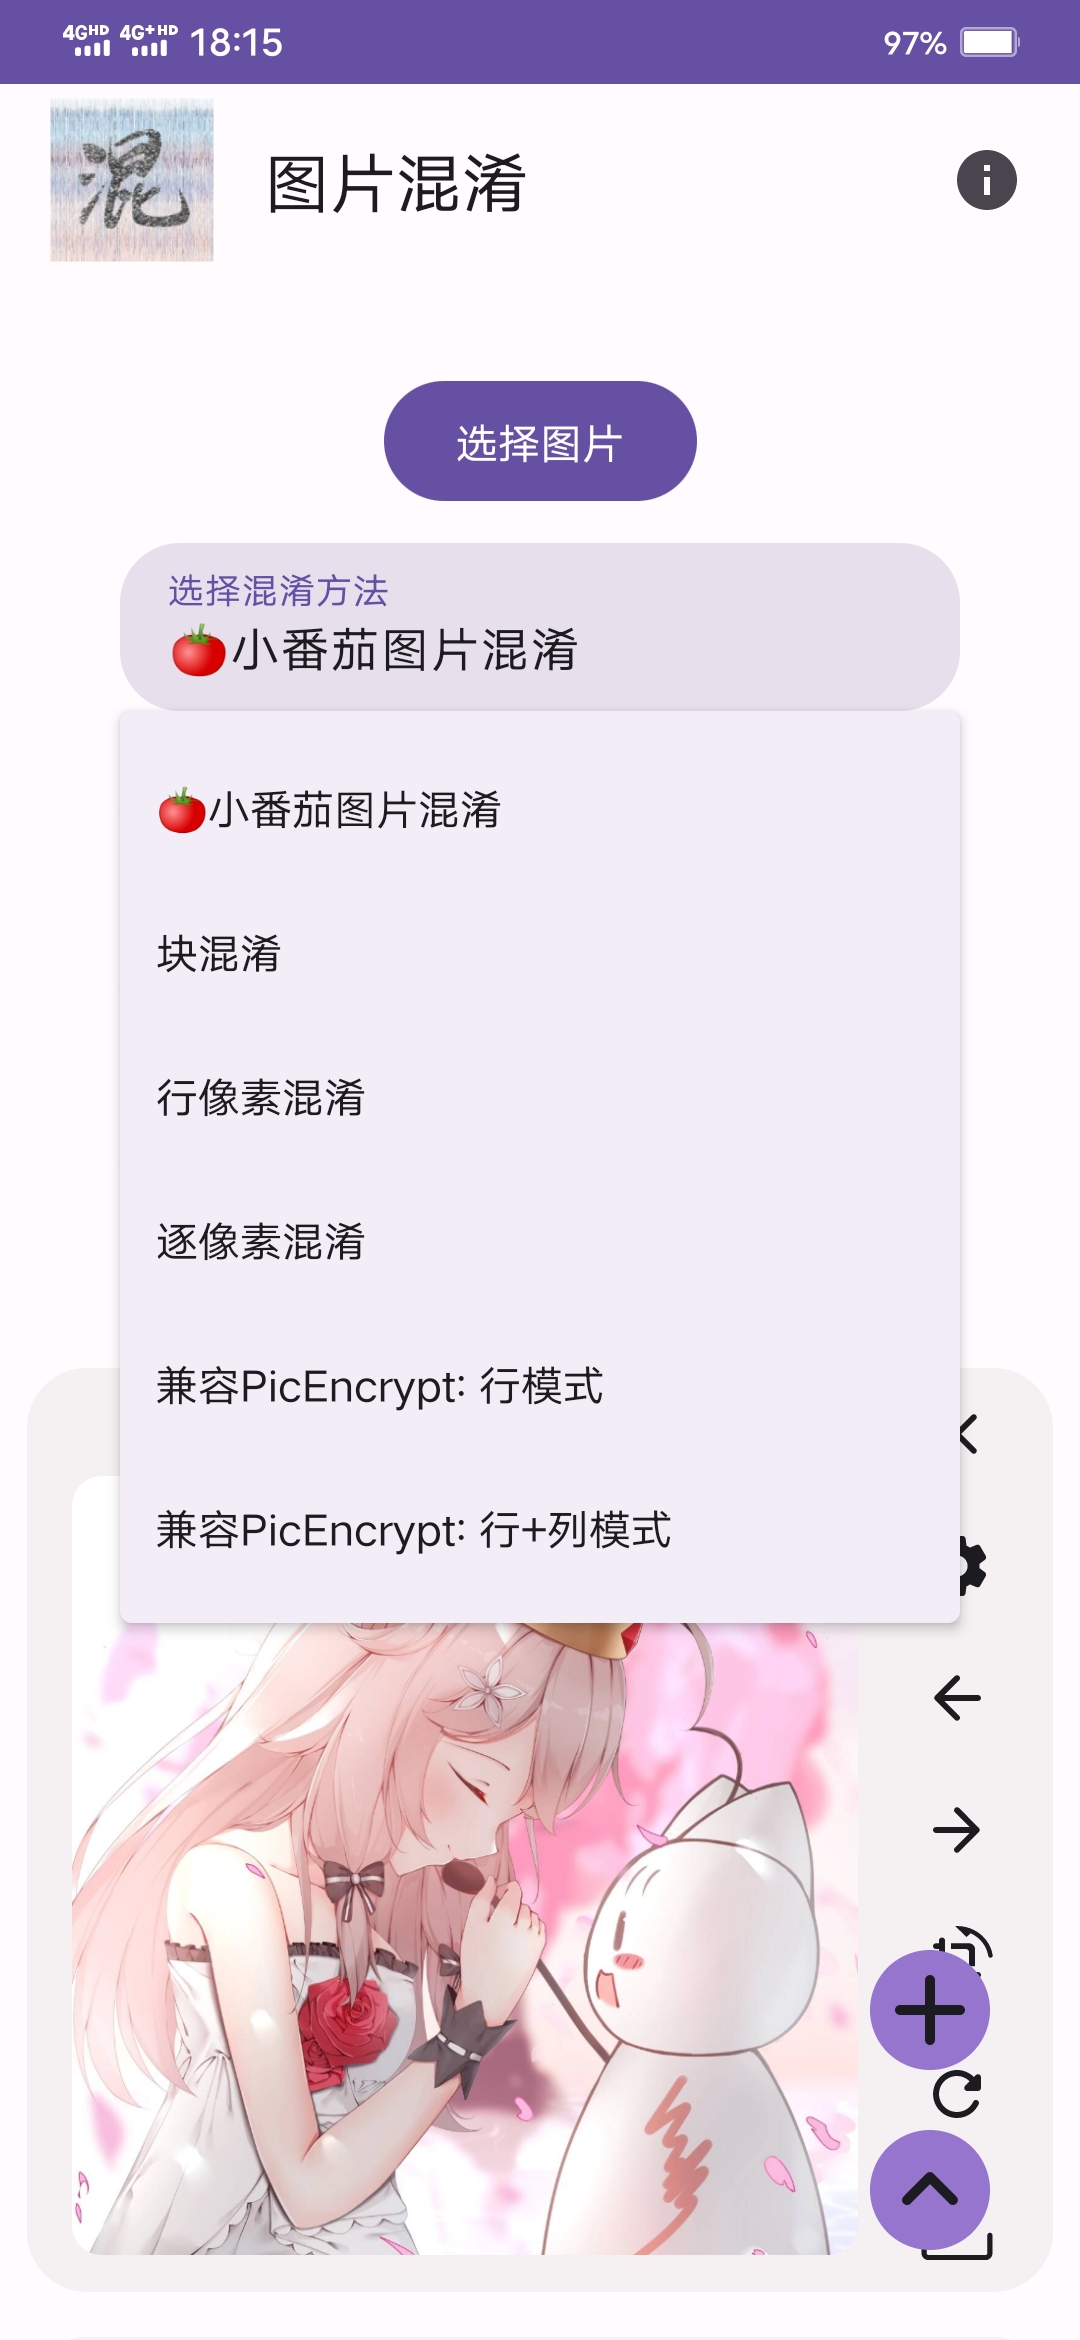 4GHD 4G+HD 18:15 97%
混
图片混淆
选择图片
选择混淆方法
🍅小番茄图片混淆
🍅小番茄图片混淆
块混淆
行像素混淆
逐像素混淆
兼容PicEncrypt: 行模式
兼容PicEncrypt: 行+列模式